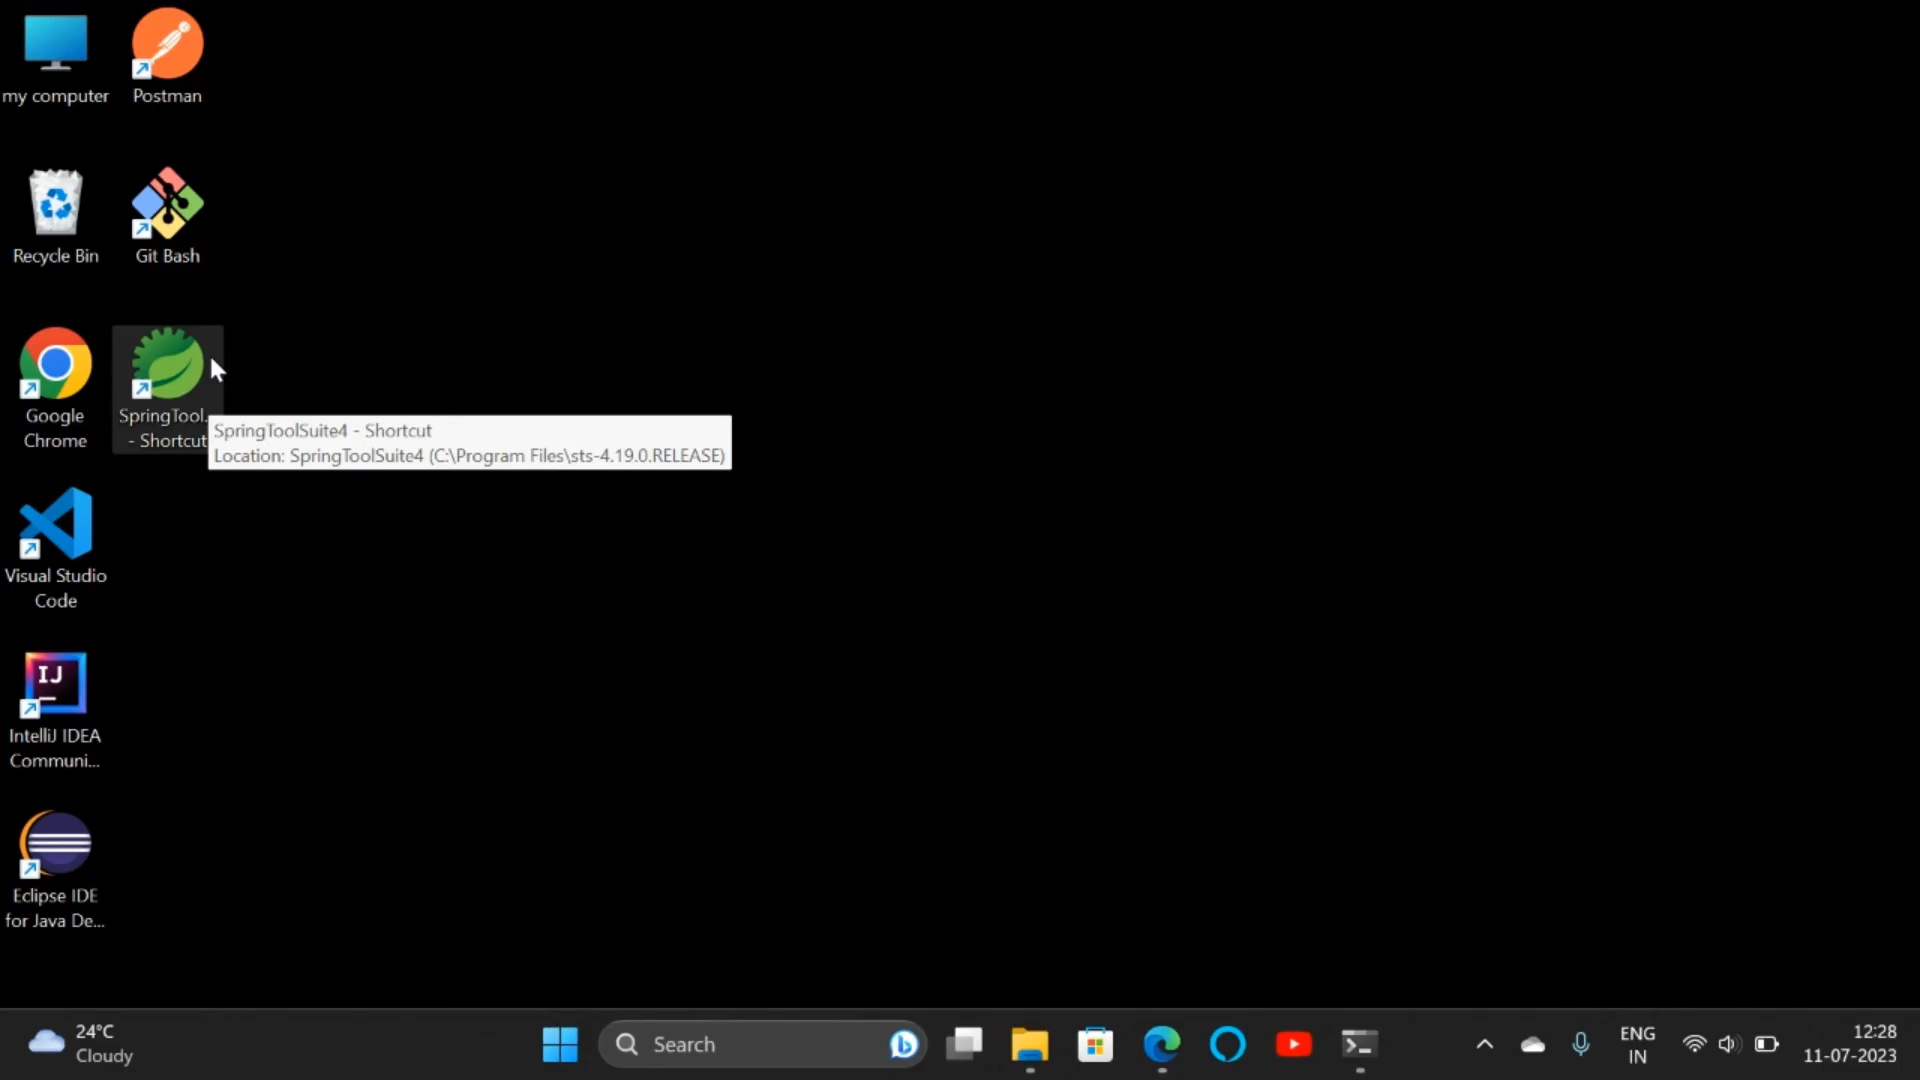 my computer
Postman
Recycle Bin
Git Bash
Google
Chrome
SpringTool.
- Shortcut
SpringToolSuite4 - Shortcut
Location: SpringToolSuite4 (C:\Program Files\sts-4.19.0.RELEASE)
Visual Studio
Code
IJ
IntelliJ IDEA
Communi...
Eclipse IDE
for Java De...
24°C
Cloudy
Search
ENG
IN
12:28
11-07-2023